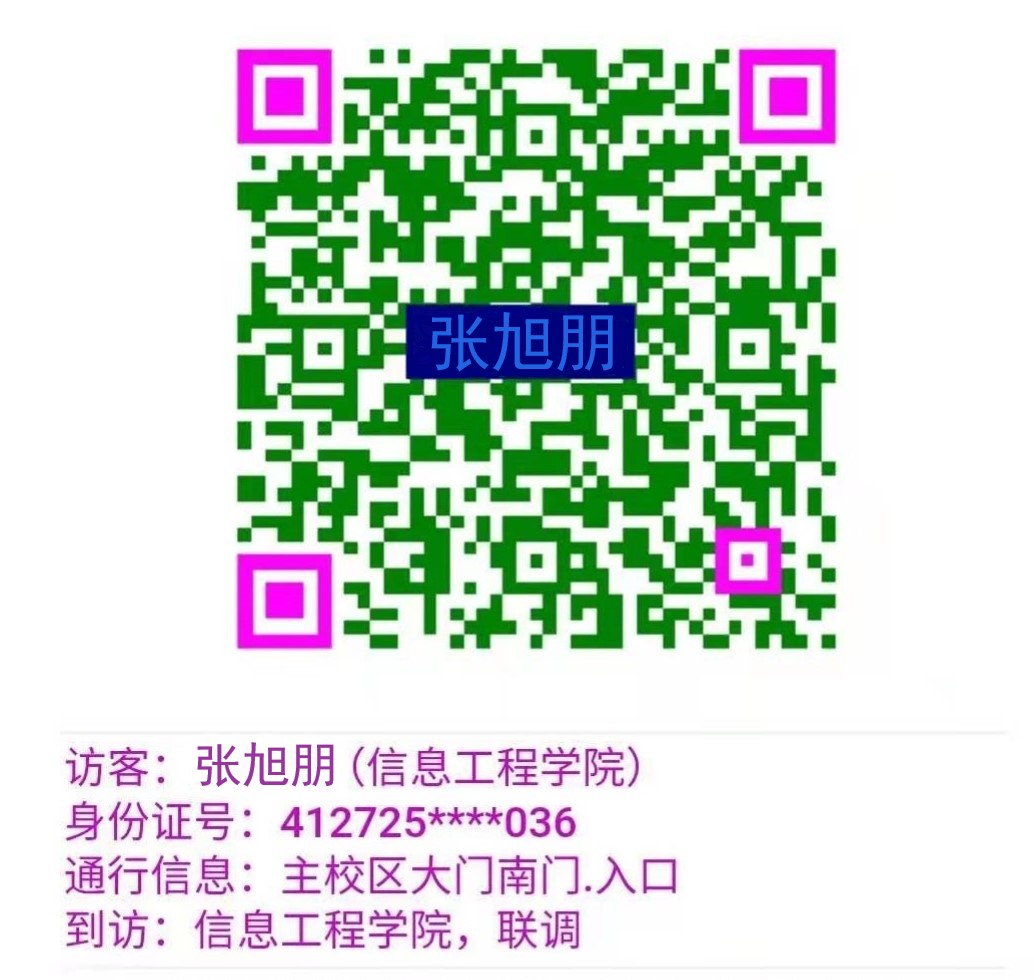 张旭朋
访客：张旭朋（信息工程学院）
身份证号：412725****036
通行信息：主校区大门南门.入口
到访：信息工程学院，联调